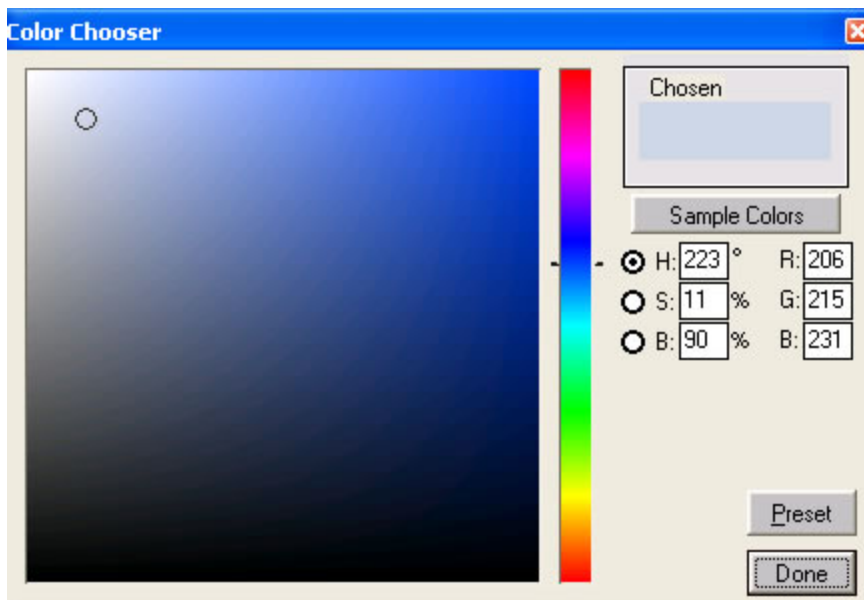 Color Chooser
Chosen
Sample Colors
H: 223 ° R: 206
S: 11 % G: 215
B: 90 % B: 231
Preset
Done